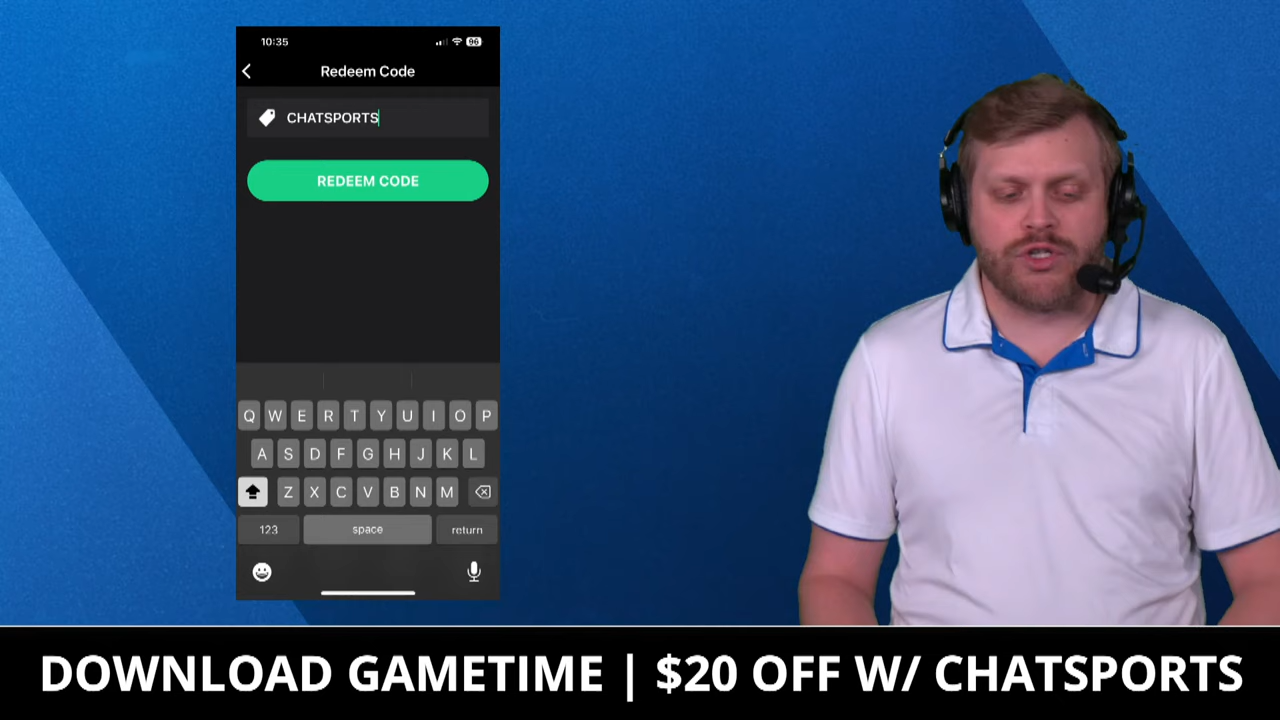 10:35
96
Redeem Code
CHATSPORTS
REDEEM CODE
Q W E R T Y U I O P
A S D F G H J K L
Z X C V B N M
123 space return
DOWNLOAD GAMETIME | $20 OFF W/ CHATSPORTS